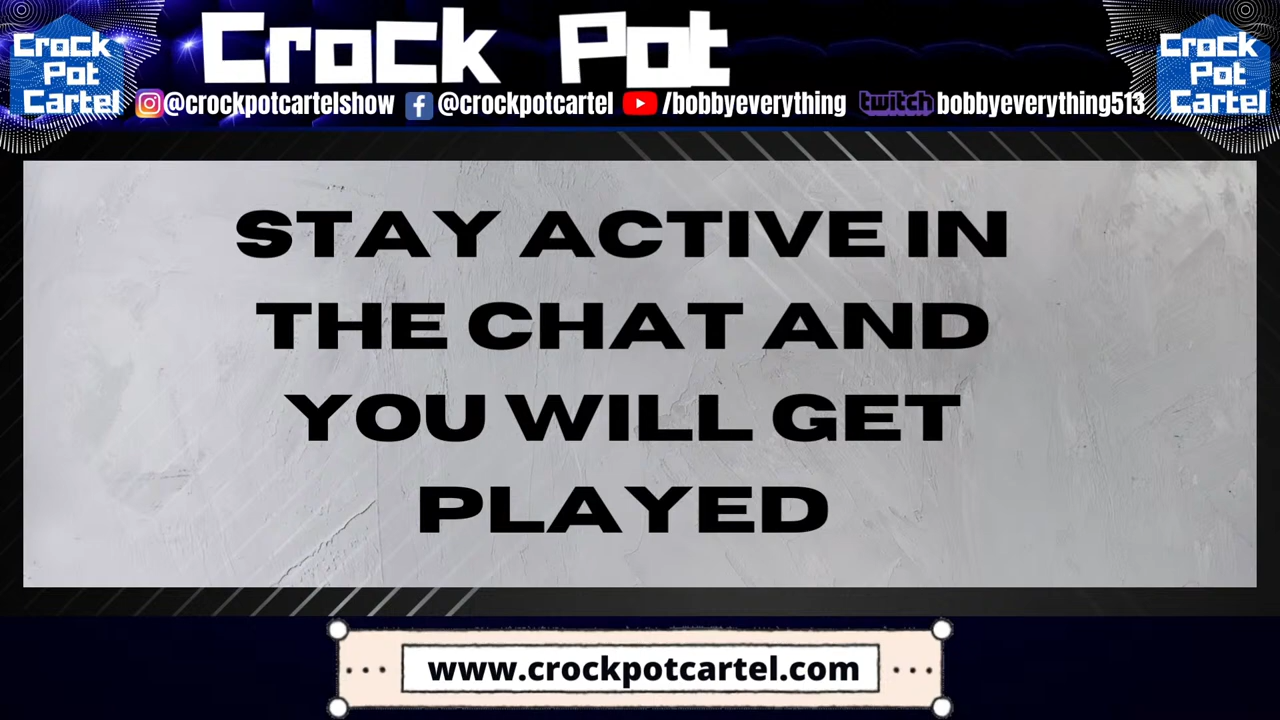 Crock Pot
Crock
Pot
Cartel
@crockpotcartelshow @crockpotcartel /bobbyeverything twitch bobbyeverything513
Crock
Pot
Cartel
STAY ACTIVE IN
THE CHAT AND
YOU WILL GET
PLAYED
www.crockpotcartel.com